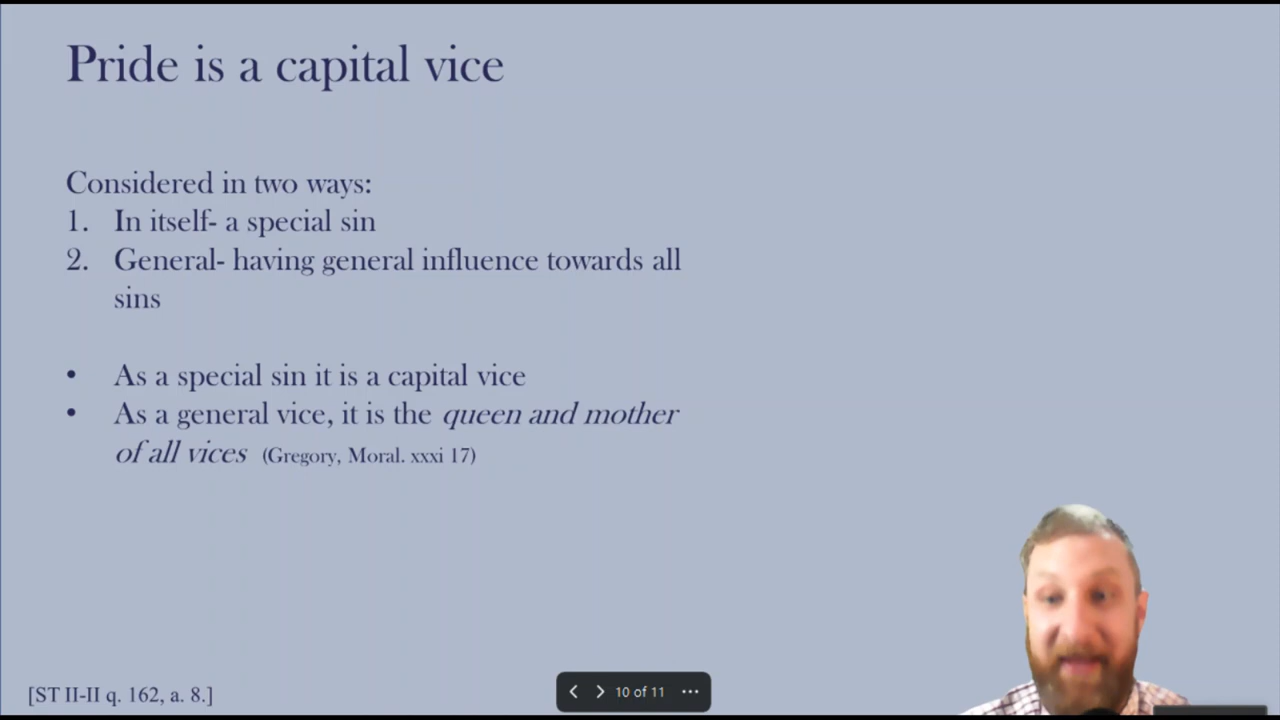 Pride is a capital vice
Considered in two ways:
1. In itself- a special sin
2. General- having general influence towards all
sins
• As a special sin it is a capital vice
• As a general vice, it is the queen and mother
of all vices (Gregory, Moral. xxxi 17)
[ST II-II q. 162, a. 8.]
10 of 11